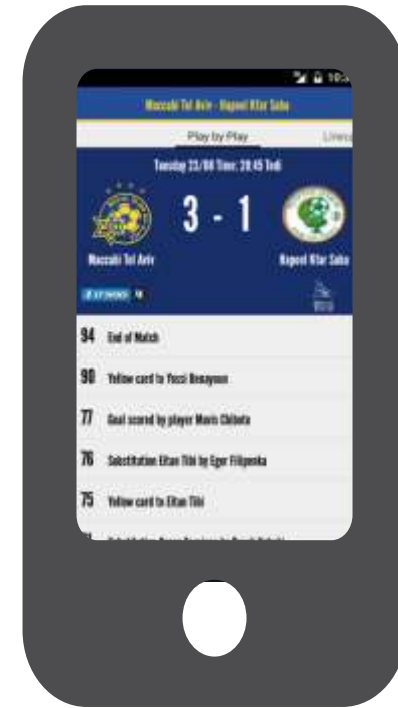 Maccabi Tel Aviv - Hapoel Kfar Saba
Play by Play
Tuesday 23/08 Time: 20:45 Tedi
3 - 1
Maccabi Tel Aviv
Hapoel Kfar Saba
94 End of Match
90 Yellow card to Yossi Benayoun
77 Goal scored by player Mavis Chibota
76 Substitution Eitan Tibi by Egor Filipenko
75 Yellow card to Eitan Tibi